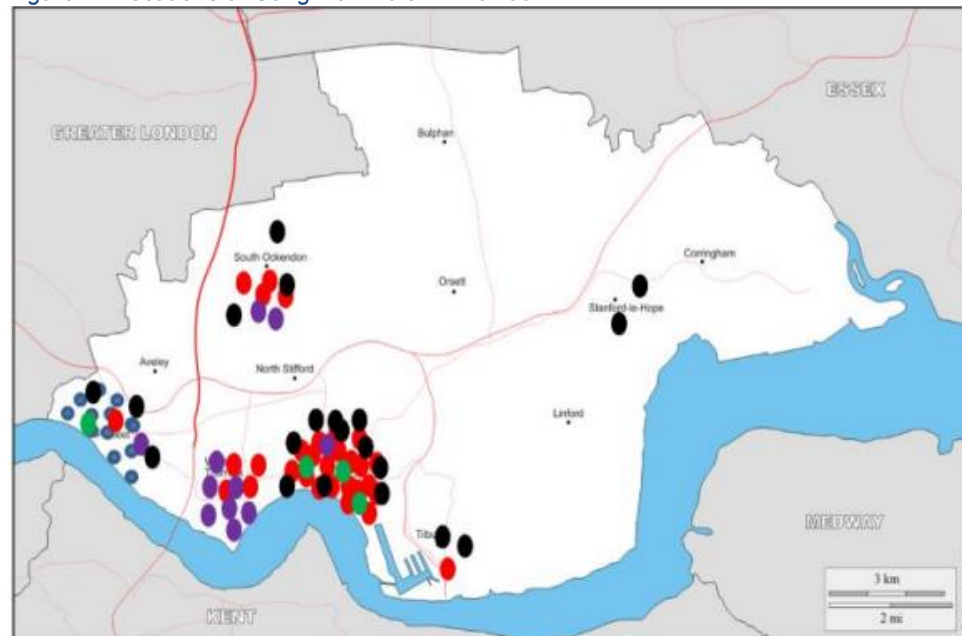 ESSEX
GREATER LONDON
Bulphan
South Ockendon
Corringham
Orsett
Stanford-le-Hope
Aveley
North Stifford
Linford
MEDWAY
3 km
2 mi
KENT